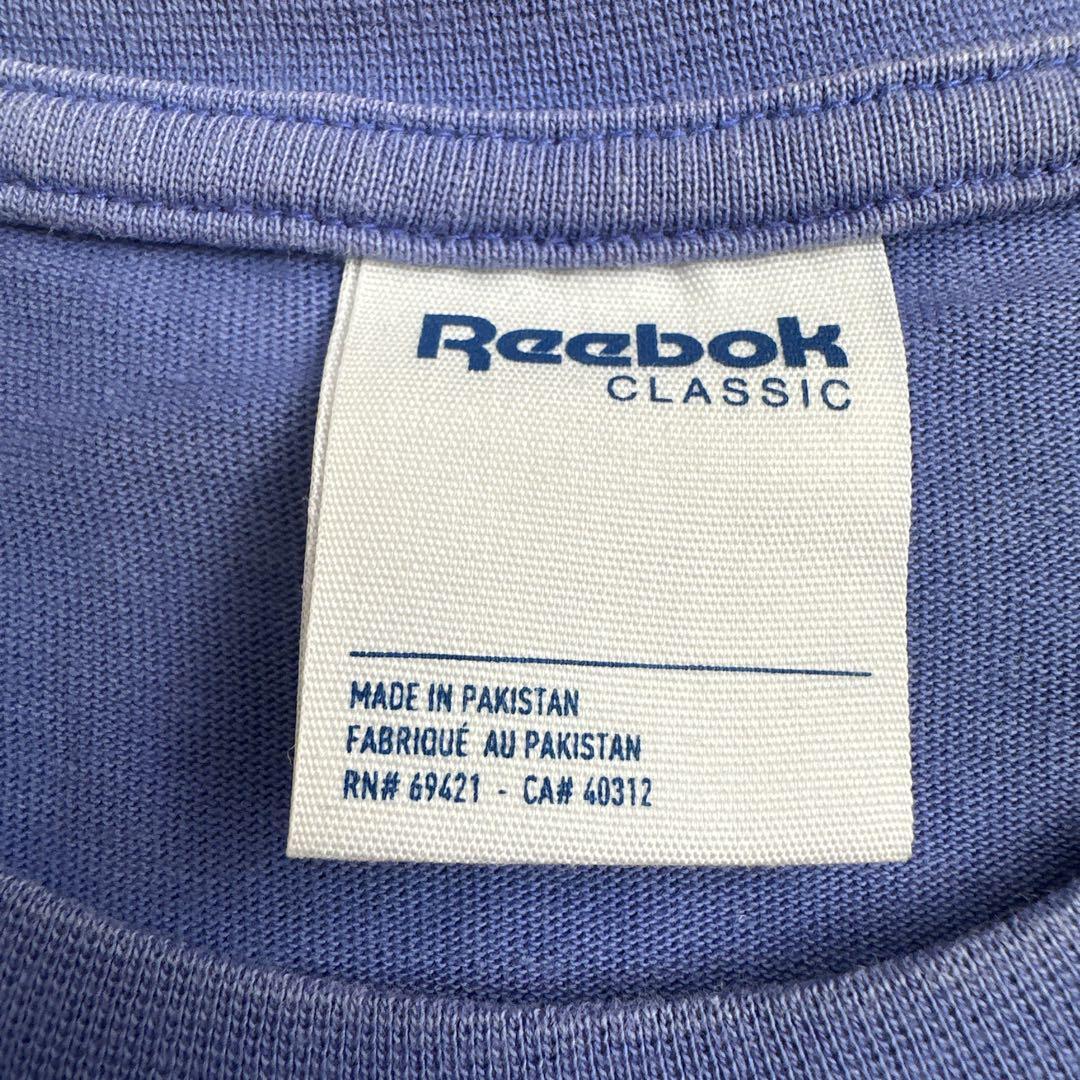 Reebok
CLASSIC
MADE IN PAKISTAN
FABRIQUÉ AU PAKISTAN
RN# 69421 - CA# 40312